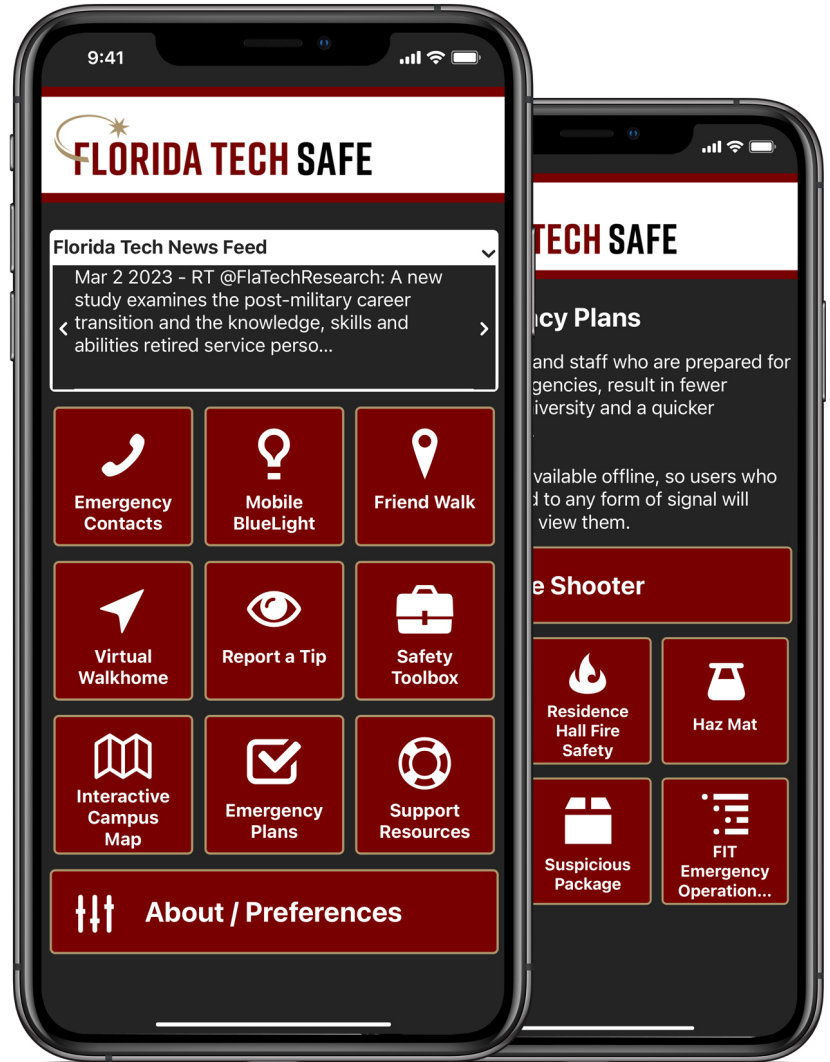 9:41
FLORIDA TECH SAFE
Florida Tech News Feed
Mar 2 2023 - RT @FlaTechResearch: A new
study examines the post-military career
transition and the knowledge, skills and
abilities retired service perso...
Emergency
Contacts
Mobile
BlueLight
Friend Walk
Virtual
Walkhome
Report a Tip
Safety
Toolbox
Interactive
Campus
Map
Emergency
Plans
Support
Resources
About / Preferences
TECH SAFE
cy Plans
and staff who are prepared for
gencies, result in fewer
iversity and a quicker
vailable offline, so users who
d to any form of signal will
view them.
e Shooter
Residence
Hall Fire
Safety
Haz Mat
Suspicious
Package
FIT
Emergency
Operation...